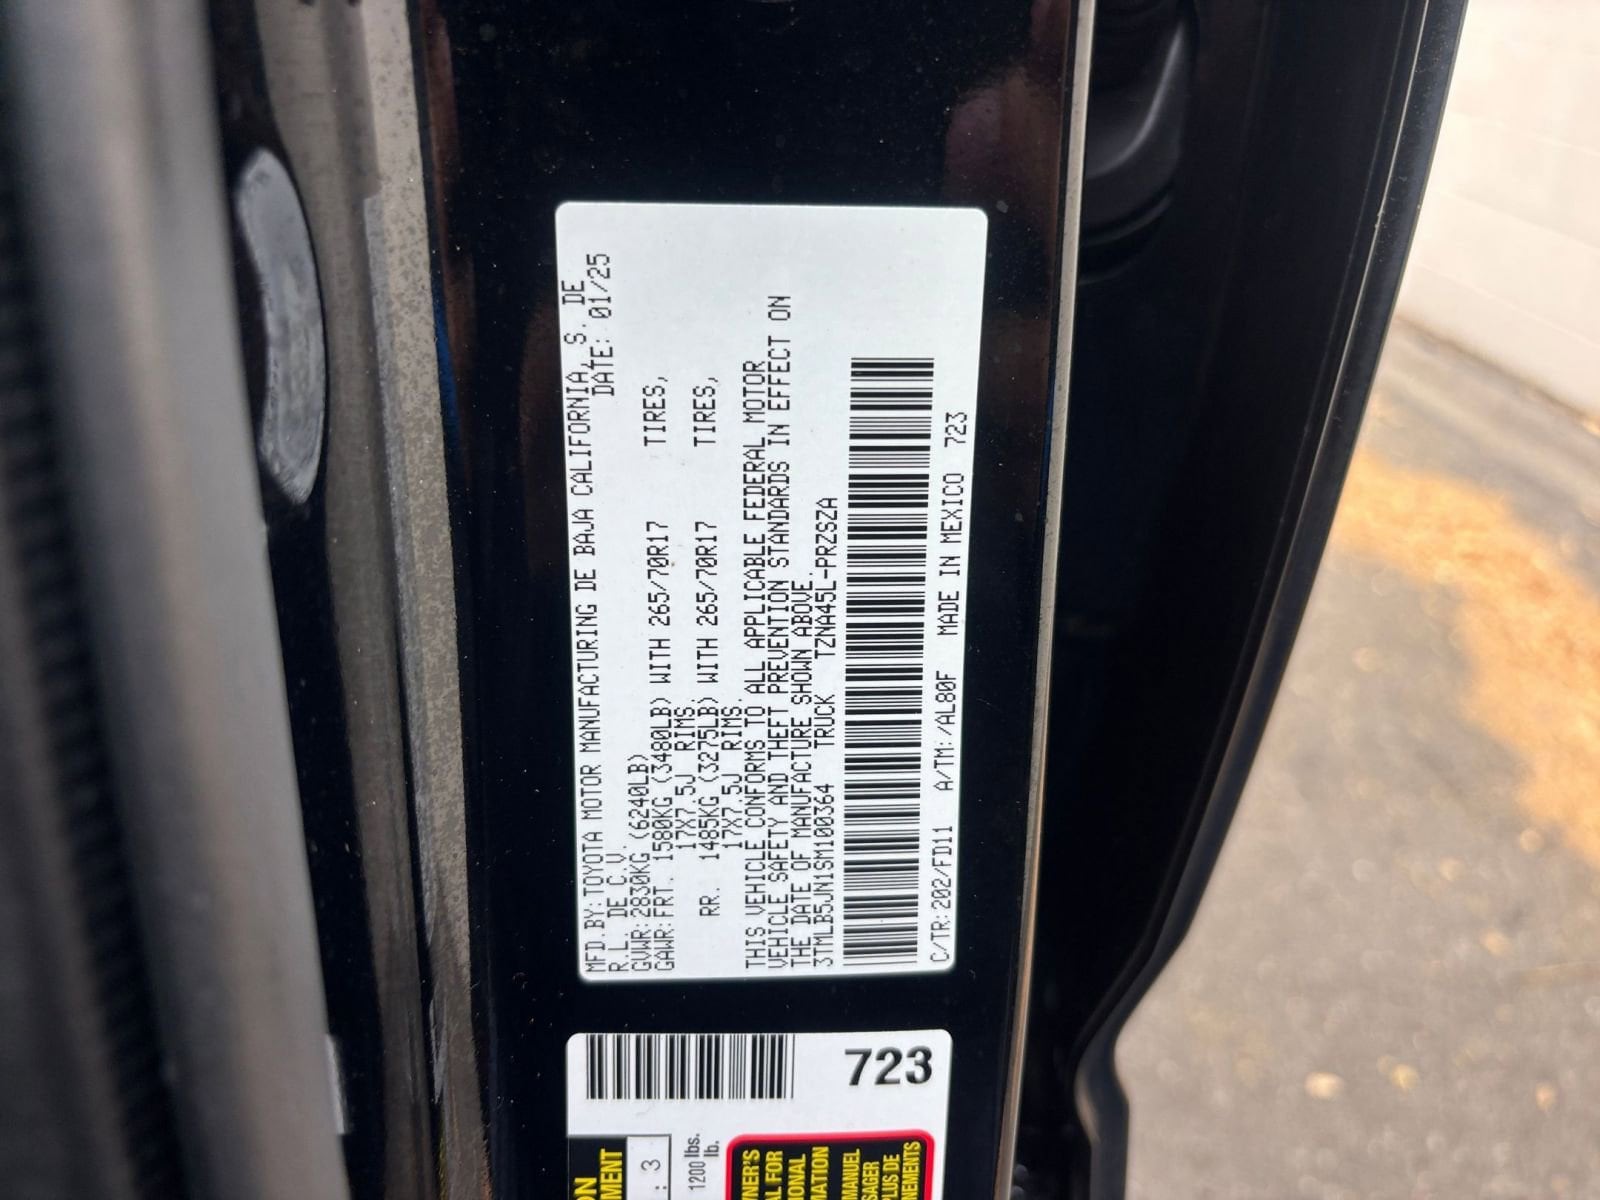 MFD.BY:TOYOTA MOTOR MANUFACTURING DE BAJA CALIFORNIA, S. DE
R.L. DE C.V. DATE: 01/25
GVWR:2830KG (6240LB)
GAWR:FRT. 1580KG (3480LB) WITH 265/70R17 TIRES,
17X7.5J RIMS,
RR. 1485KG (3275LB) WITH 265/70R17 TIRES,
17X7.5J RIMS.
THIS VEHICLE CONFORMS TO ALL APPLICABLE FEDERAL MOTOR
VEHICLE SAFETY AND THEFT PREVENTION STANDARDS IN EFFECT ON
THE DATE OF MANUFACTURE SHOWN ABOVE.
3TMLB5JN1SM100364 TRUCK TZNA45L-PRZSZA
C/TR:202/FD11 A/TM:/AL80F MADE IN MEXICO 723
723
: 3
1200 lbs.
lb.
MANUEL
PLUS DE